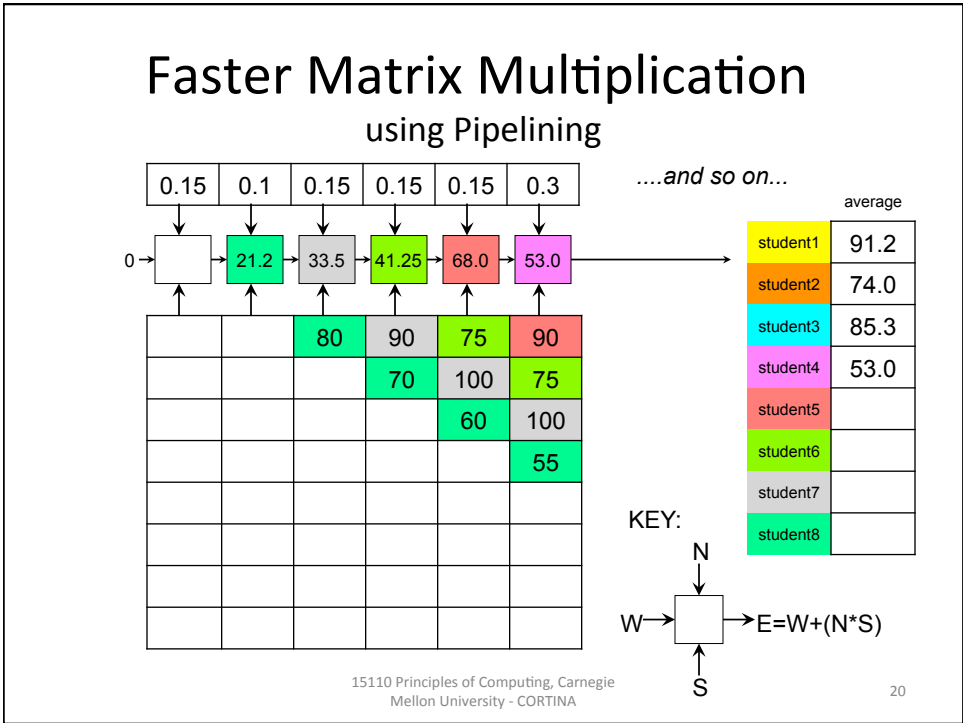 Faster Matrix Multiplication
using Pipelining
0.15 0.1 0.15 0.15 0.15 0.3
....and so on...
average
0 21.2 33.5 41.25 68.0 53.0
student1 91.2
student2 74.0
student3 85.3
student4 53.0
student5
student6
student7
student8
80 90 75 90
70 100 75
60 100
55
KEY:
N
W E=W+(N*S)
S
15110 Principles of Computing, Carnegie
Mellon University - CORTINA
20